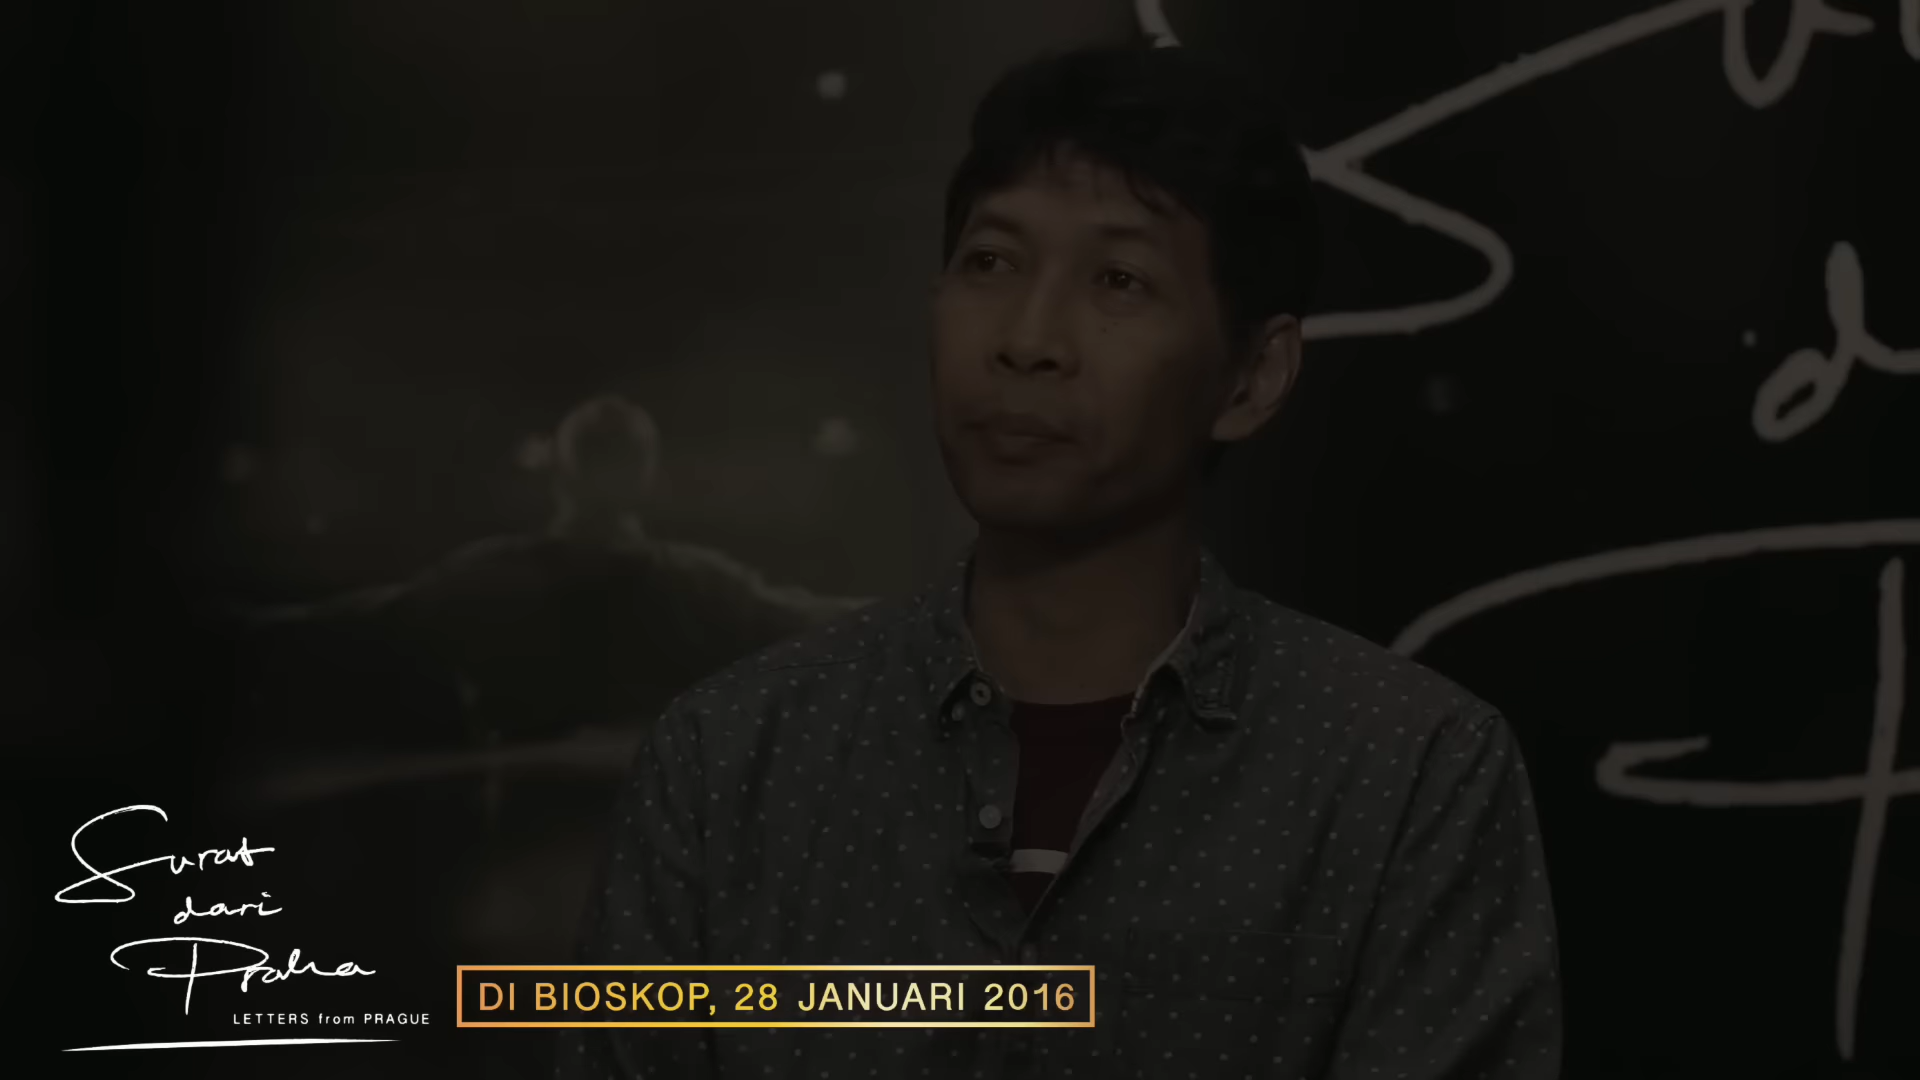 Surat
dari
Praha
LETTERS from PRAGUE
DI BIOSKOP, 28 JANUARI 2016